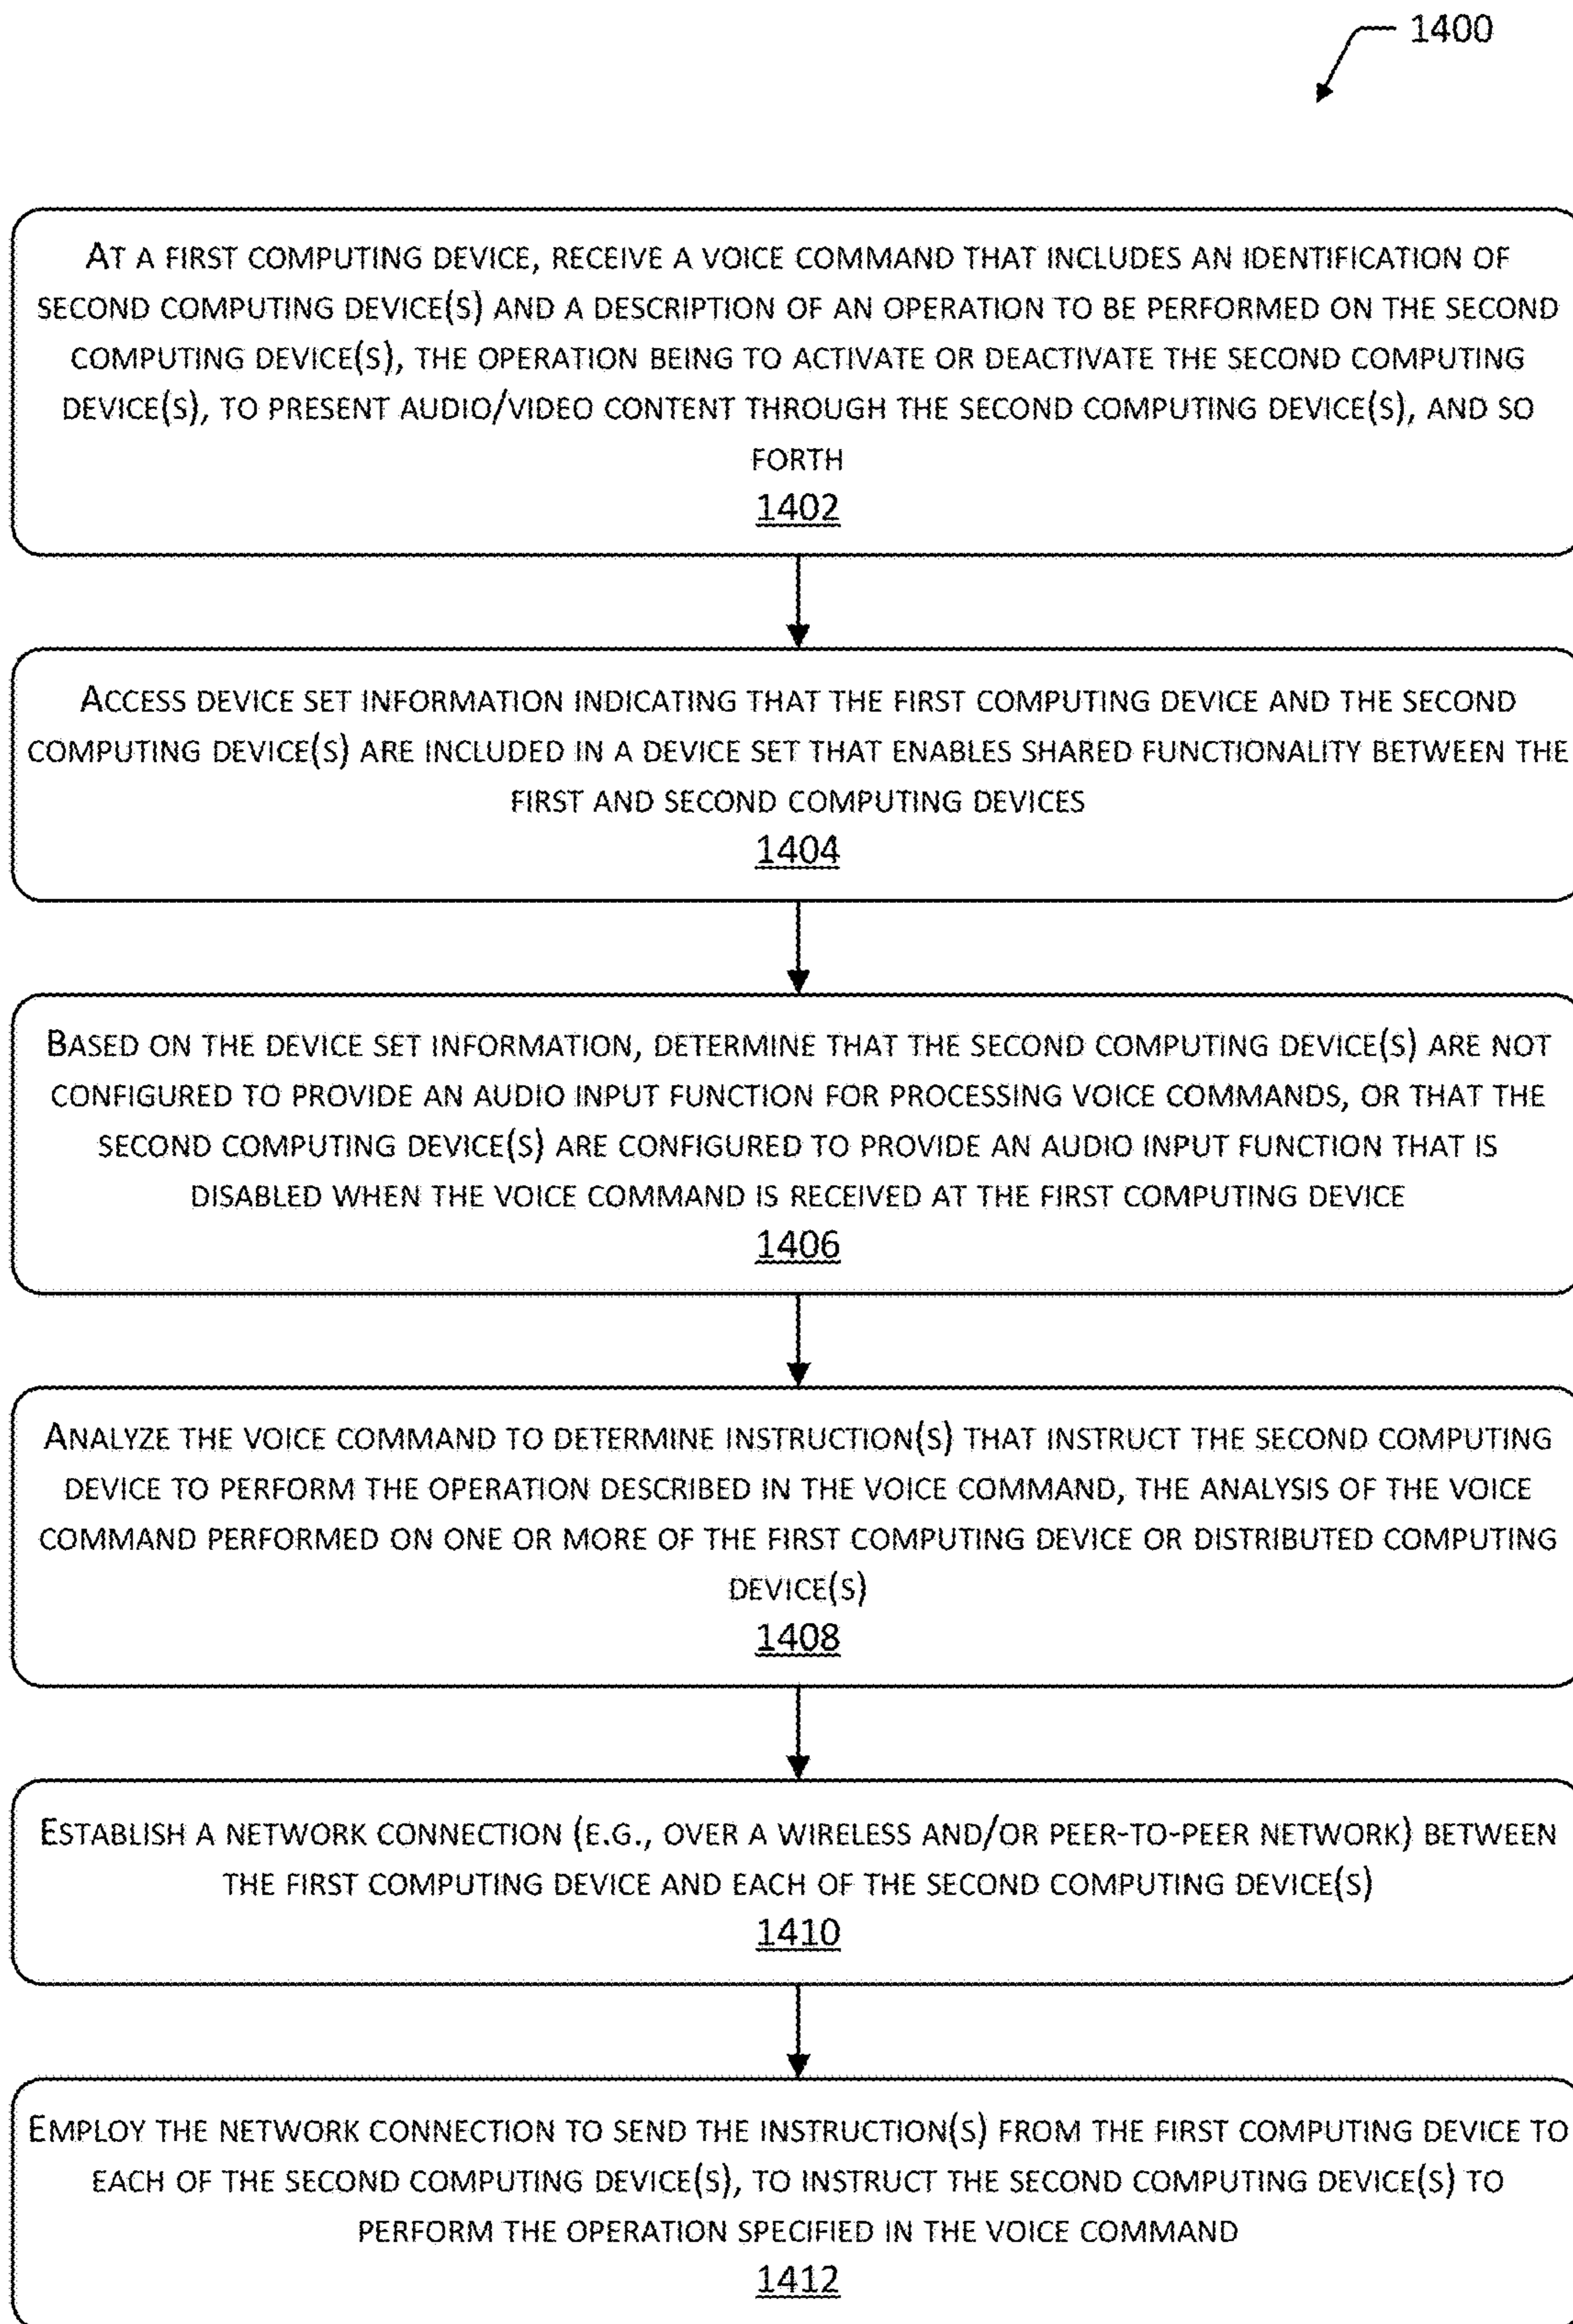 1400
AT A FIRST COMPUTING DEVICE, RECEIVE A VOICE COMMAND THAT INCLUDES AN IDENTIFICATION OF
SECOND COMPUTING DEVICE(S) AND A DESCRIPTION OF AN OPERATION TO BE PERFORMED ON THE SECOND
COMPUTING DEVICE(S), THE OPERATION BEING TO ACTIVATE OR DEACTIVATE THE SECOND COMPUTING
DEVICE(S), TO PRESENT AUDIO/VIDEO CONTENT THROUGH THE SECOND COMPUTING DEVICE(S), AND SO
FORTH
1402
ACCESS DEVICE SET INFORMATION INDICATING THAT THE FIRST COMPUTING DEVICE AND THE SECOND
COMPUTING DEVICE(S) ARE INCLUDED IN A DEVICE SET THAT ENABLES SHARED FUNCTIONALITY BETWEEN THE
FIRST AND SECOND COMPUTING DEVICES
1404
BASED ON THE DEVICE SET INFORMATION, DETERMINE THAT THE SECOND COMPUTING DEVICE(S) ARE NOT
CONFIGURED TO PROVIDE AN AUDIO INPUT FUNCTION FOR PROCESSING VOICE COMMANDS, OR THAT THE
SECOND COMPUTING DEVICE(S) ARE CONFIGURED TO PROVIDE AN AUDIO INPUT FUNCTION THAT IS
DISABLED WHEN THE VOICE COMMAND IS RECEIVED AT THE FIRST COMPUTING DEVICE
1406
ANALYZE THE VOICE COMMAND TO DETERMINE INSTRUCTION(S) THAT INSTRUCT THE SECOND COMPUTING
DEVICE TO PERFORM THE OPERATION DESCRIBED IN THE VOICE COMMAND, THE ANALYSIS OF THE VOICE
COMMAND PERFORMED ON ONE OR MORE OF THE FIRST COMPUTING DEVICE OR DISTRIBUTED COMPUTING
DEVICE(S)
1408
ESTABLISH A NETWORK CONNECTION (E.G., OVER A WIRELESS AND/OR PEER-TO-PEER NETWORK) BETWEEN
THE FIRST COMPUTING DEVICE AND EACH OF THE SECOND COMPUTING DEVICE(S)
1410
EMPLOY THE NETWORK CONNECTION TO SEND THE INSTRUCTION(S) FROM THE FIRST COMPUTING DEVICE TO
EACH OF THE SECOND COMPUTING DEVICE(S), TO INSTRUCT THE SECOND COMPUTING DEVICE(S) TO
PERFORM THE OPERATION SPECIFIED IN THE VOICE COMMAND
1412